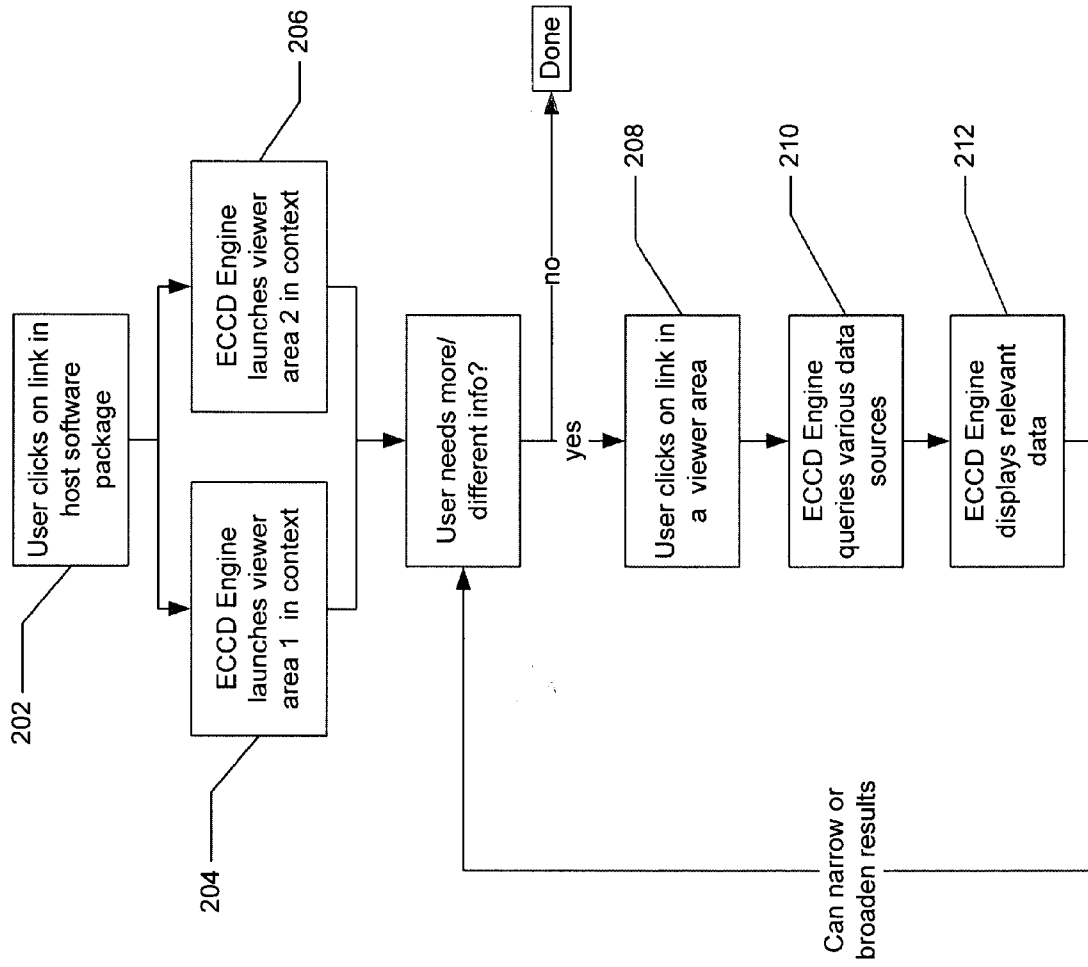 202
User clicks on link in
host software
package
204
ECCD Engine
launches viewer
area 1 in context
206
ECCD Engine
launches viewer
area 2 in context
User needs more/
different info?
no
Done
yes
208
User clicks on link in
a viewer area
210
ECCD Engine
queries various data
sources
212
ECCD Engine
displays relevant
data
Can narrow or
broaden results